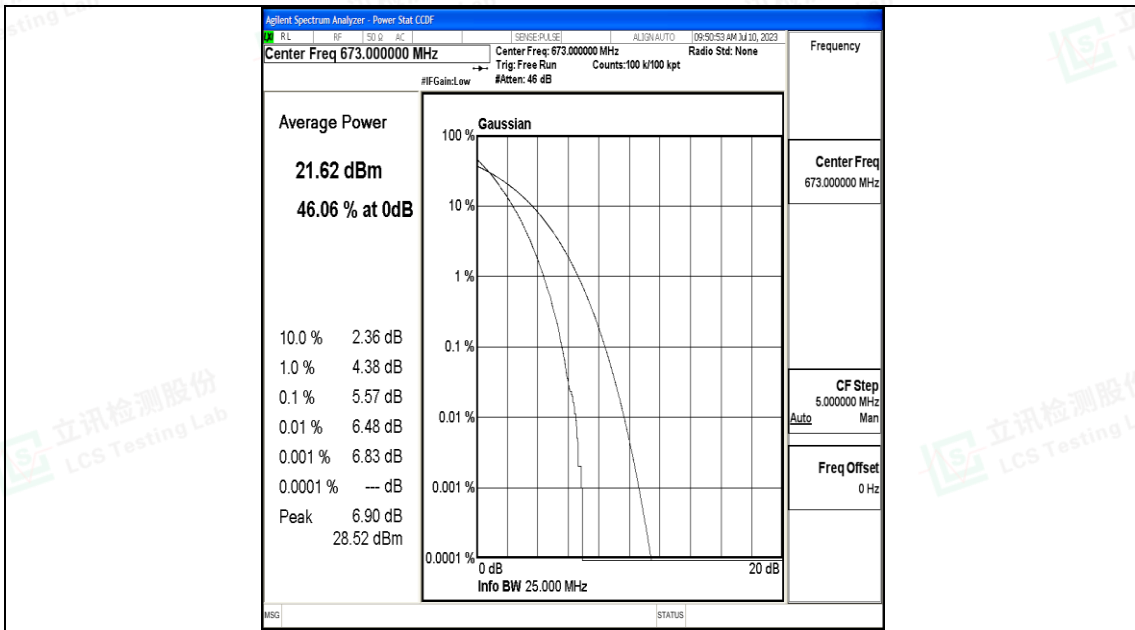 Agilent Spectrum Analyzer - Power Stat CCDF
RL RF 50 Ω AC SENSE:PULSE ALIGN AUTO 09:50:53 AM Jul 10, 2023
Center Freq 673.000000 MHz
Center Freq: 673.000000 MHz Radio Std: None
Trig: Free Run Counts:100 k/100 kpt
#IFGain:Low #Atten: 46 dB
Frequency
Average Power
21.62 dBm
46.06 % at 0dB
10.0 % 2.36 dB
1.0 % 4.38 dB
0.1 % 5.57 dB
0.01 % 6.48 dB
0.001 % 6.83 dB
0.0001 % --- dB
Peak 6.90 dB
28.52 dBm
Gaussian
100 %
10 %
1 %
0.1 %
0.01 %
0.001 %
0.0001 %
0 dB 20 dB
Info BW 25.000 MHz
Center Freq
673.000000 MHz
CF Step
5.000000 MHz
Auto Man
Freq Offset
0 Hz
MSG STATUS
立讯检测股份
LCS Testing Lab
立讯检测股份
LCS Testing L